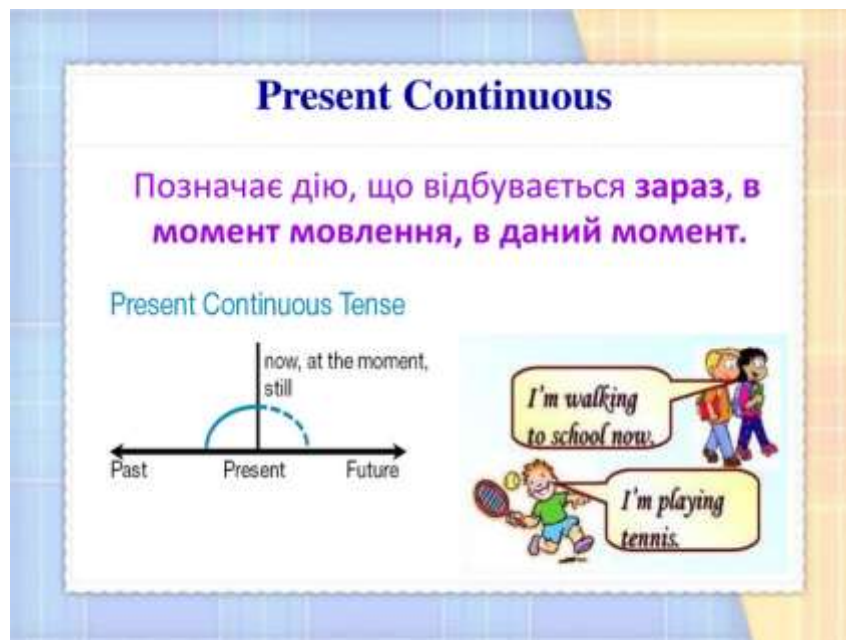 Present Continuous
Позначає дію, що відбувається зараз, в
момент мовлення, в даний момент.
Present Continuous Tense
now, at the moment,
still
Past Present Future
I'm walking
to school now.
I'm playing
tennis.